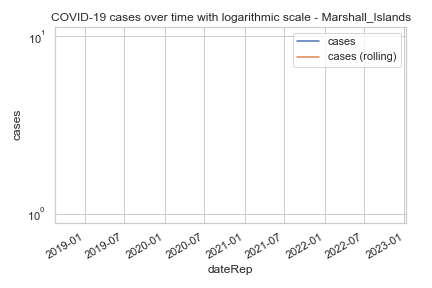 COVID-19 cases over time with logarithmic scale - Marshall_Islands
cases
cases (rolling)
10¹
cases
10⁰
2019-01 2019-07 2020-01 2020-07 2021-01 2021-07 2022-01 2022-07 2023-01
dateRep